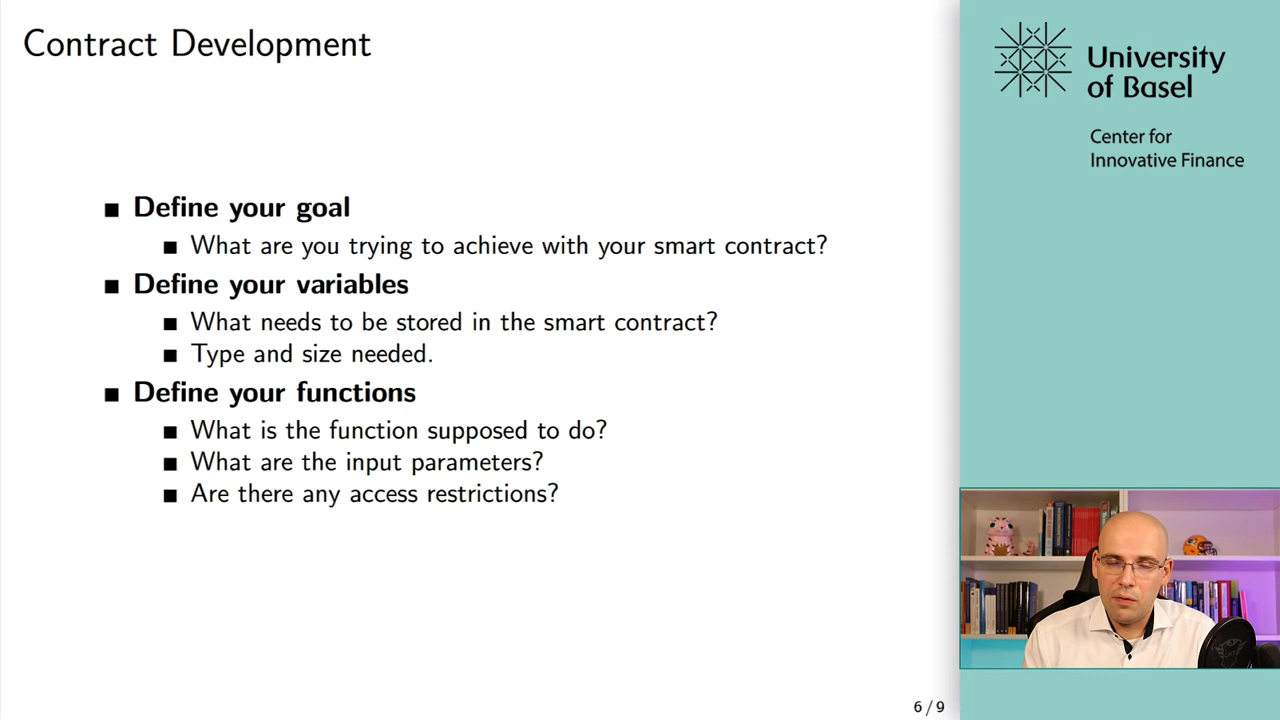 Contract Development
Define your goal
What are you trying to achieve with your smart contract?
Define your variables
What needs to be stored in the smart contract?
Type and size needed.
Define your functions
What is the function supposed to do?
What are the input parameters?
Are there any access restrictions?
6 / 9
University
of Basel
Center for
Innovative Finance